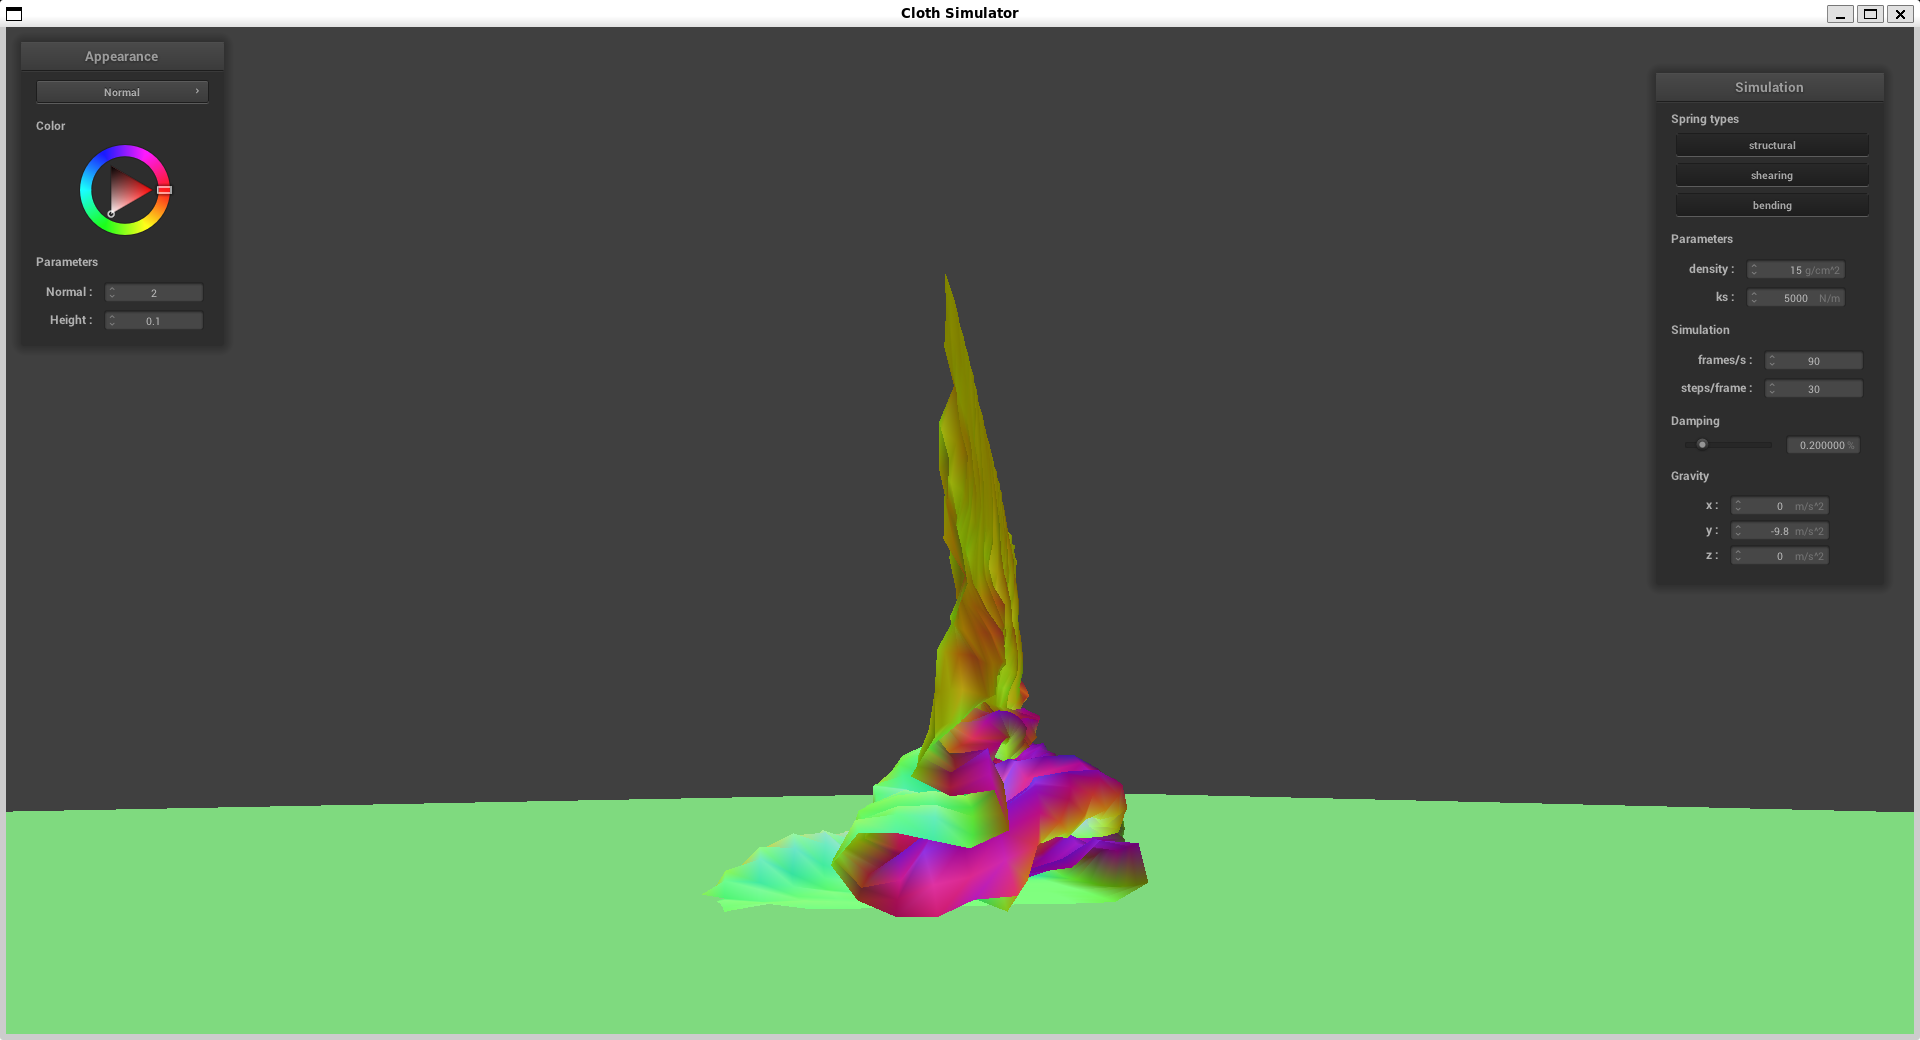 Cloth Simulator
Appearance
Normal
Color
Parameters
Normal : 2
Height : 0.1
Simulation
Spring types
structural
shearing
bending
Parameters
density : 15 g/cm^2
ks : 5000 N/m
Simulation
frames/s : 90
steps/frame : 30
Damping
0.200000 %
Gravity
x : 0 m/s^2
y : -9.8 m/s^2
z : 0 m/s^2